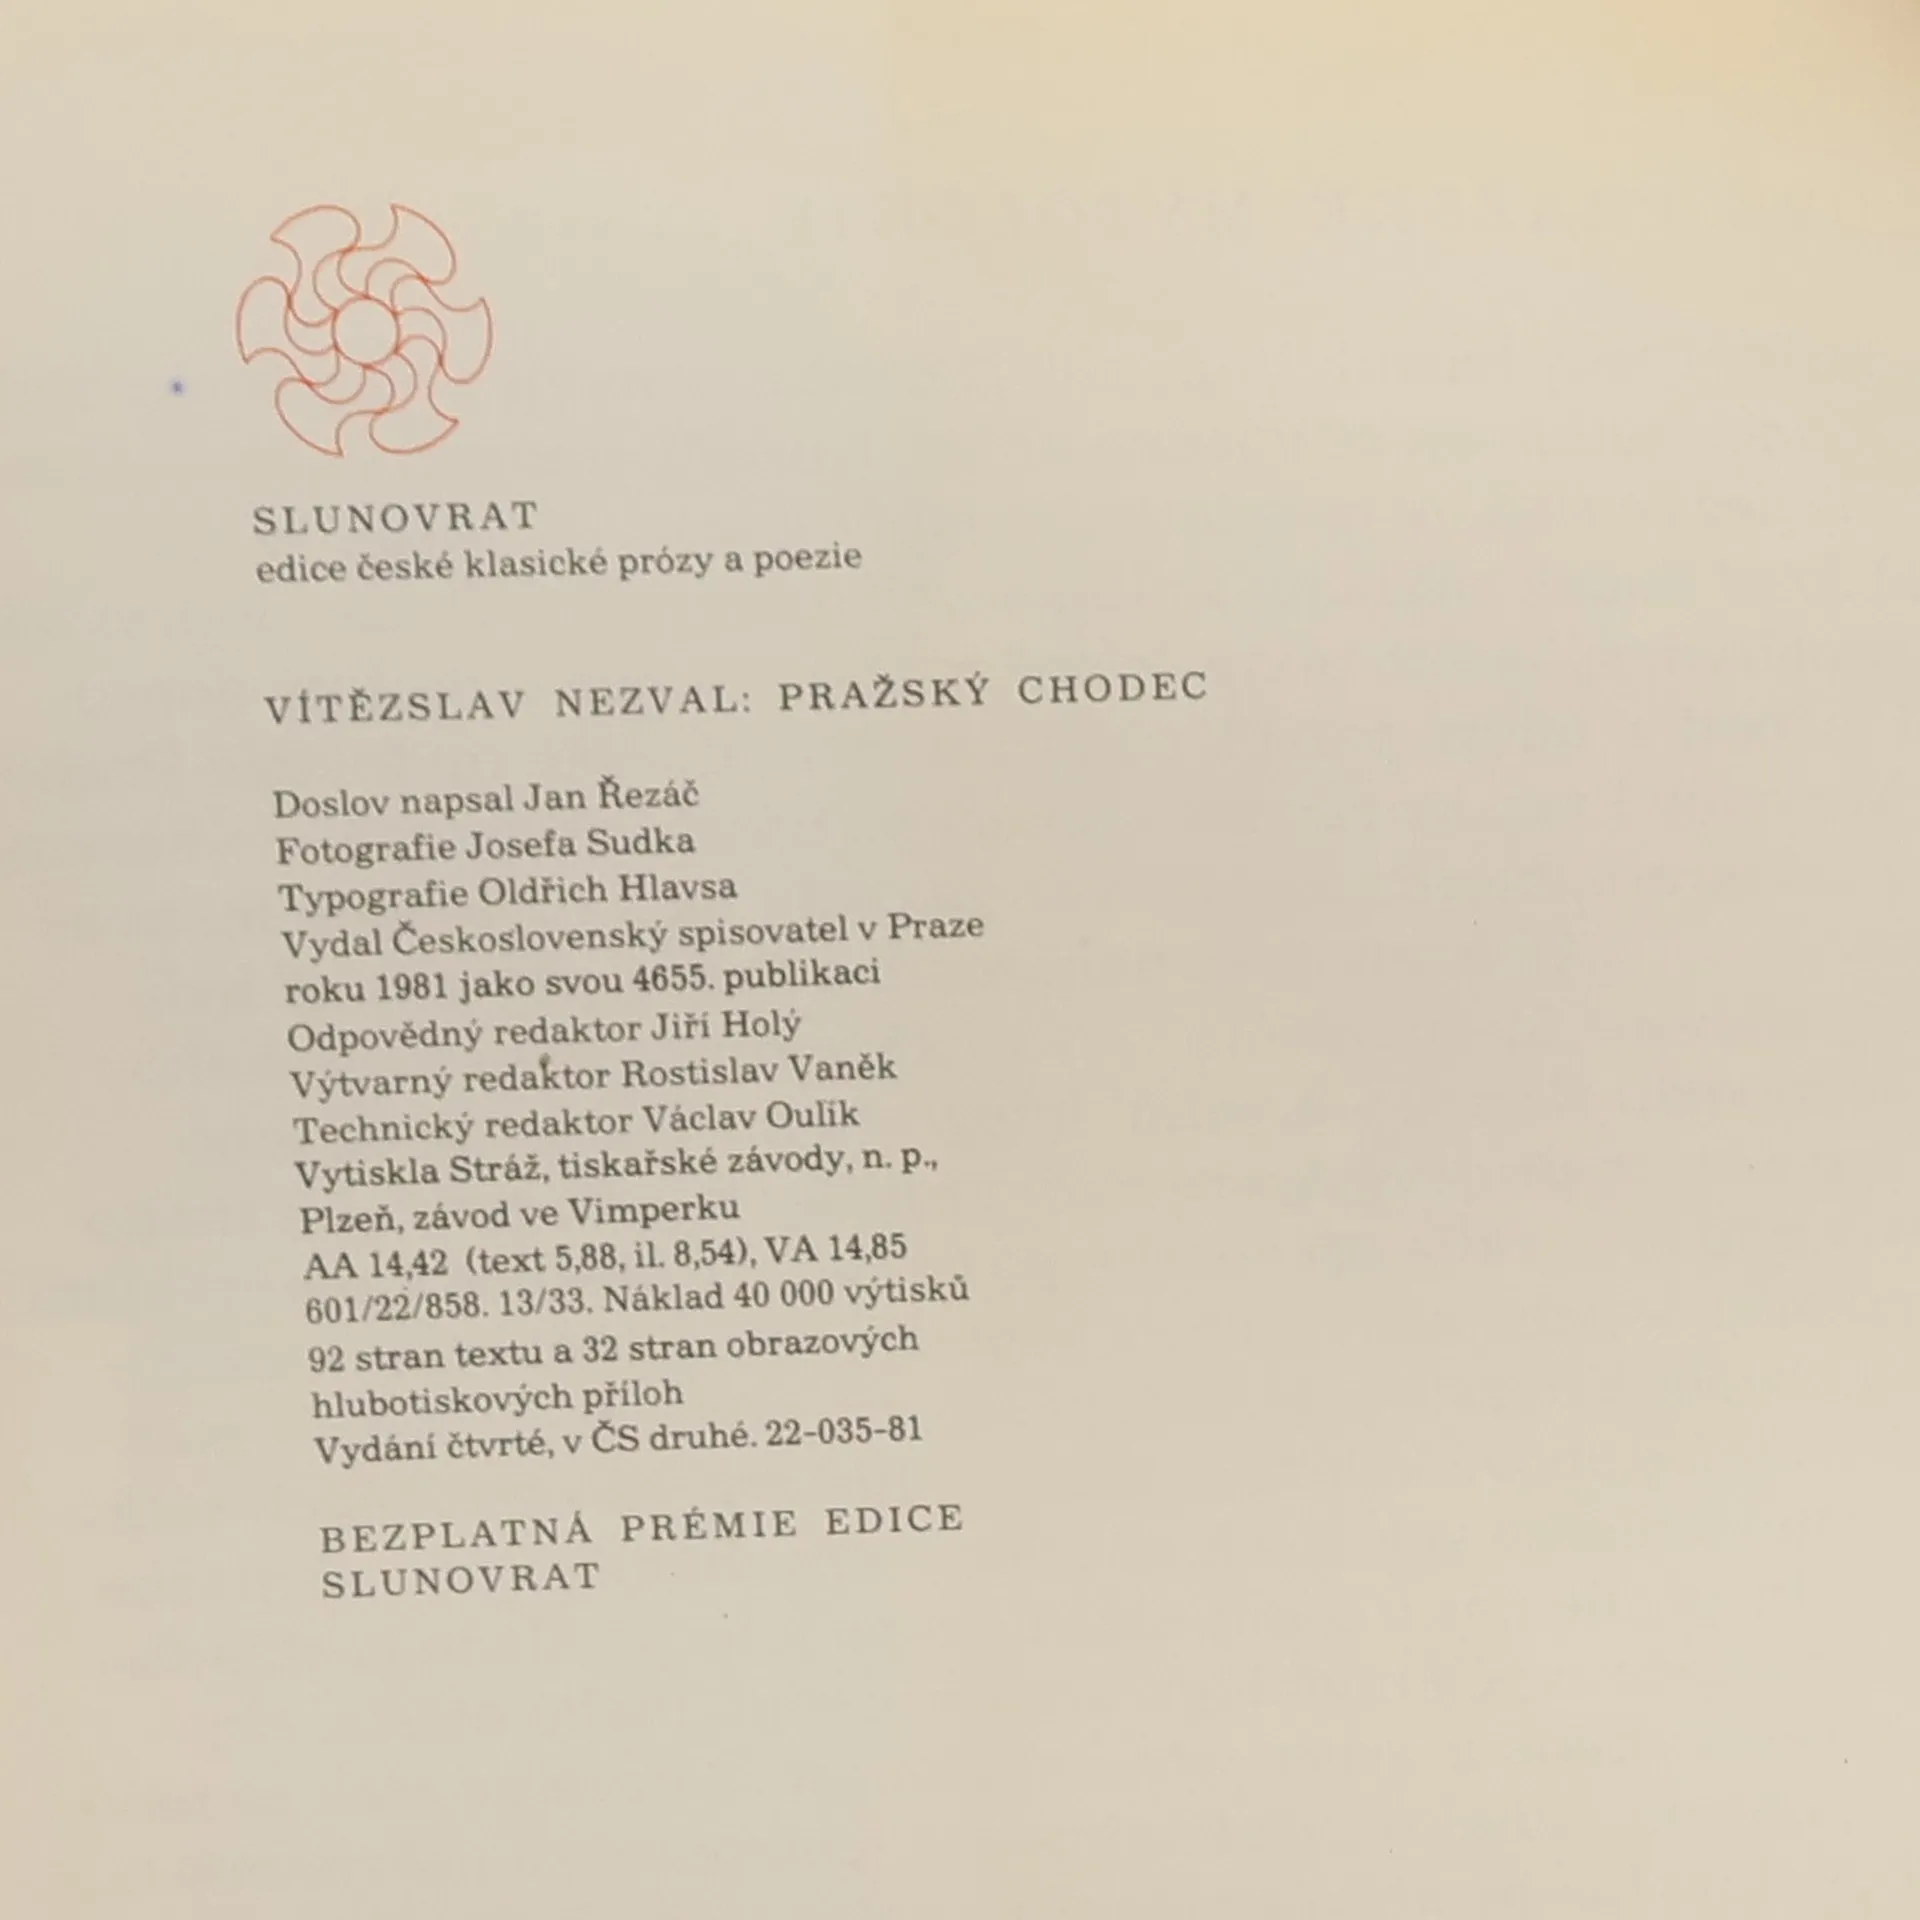 SLUNOVRAT
edice české klasické prózy a poezie
VÍTĚZSLAV NEZVAL: PRAŽSKÝ CHODEC
Doslov napsal Jan Řezáč
Fotografie Josefa Sudka
Typografie Oldřich Hlavsa
Vydal Československý spisovatel v Praze
roku 1981 jako svou 4655. publikaci
Odpovědný redaktor Jiří Holý
Výtvarný redaktor Rostislav Vaněk
Technický redaktor Václav Oulík
Vytiskla Stráž, tiskařské závody, n. p.,
Plzeň, závod ve Vimperku
AA 14,42 (text 5,88, il. 8,54), VA 14,85
601/22/858. 13/33. Náklad 40 000 výtisků
92 stran textu a 32 stran obrazových
hlubotiskových příloh
Vydání čtvrté, v ČS druhé. 22-035-81
BEZPLATNÁ PRÉMIE EDICE
SLUNOVRAT